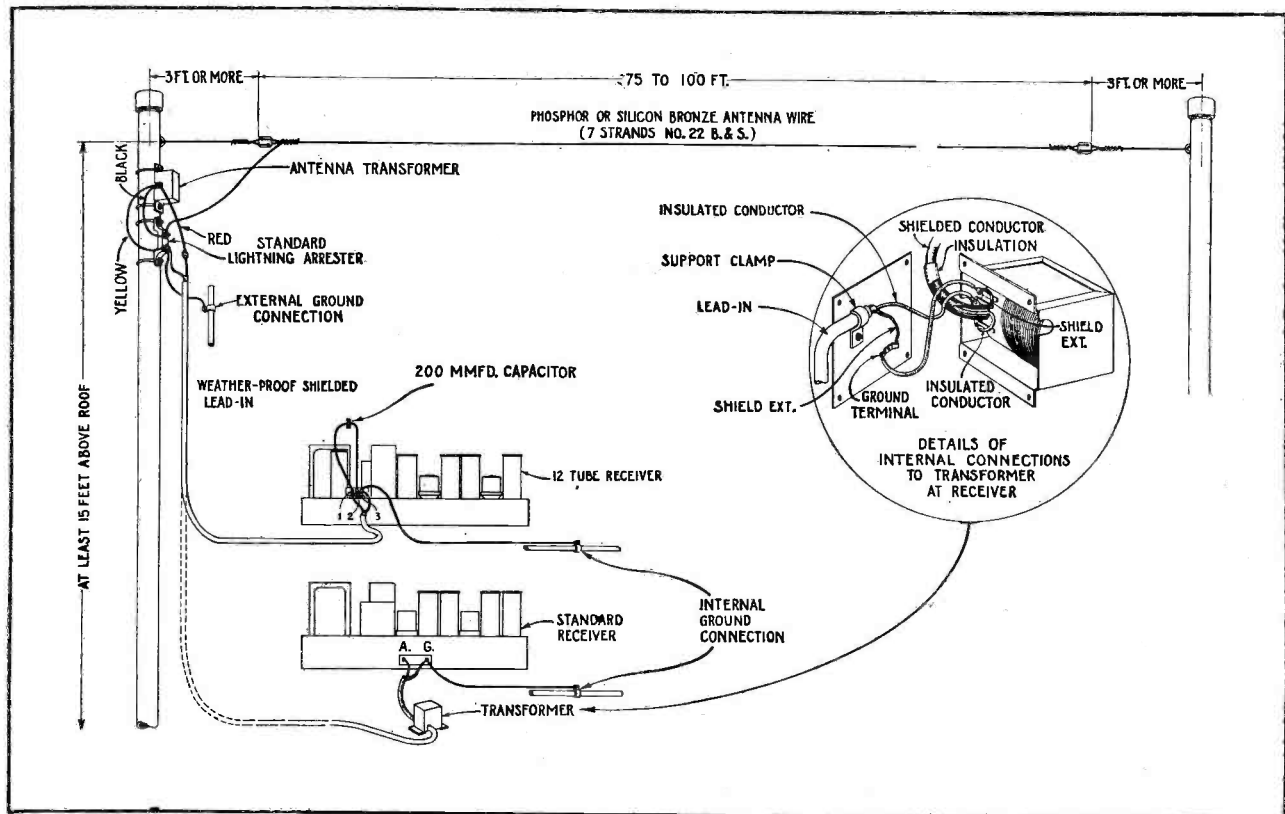 3 FT. OR MORE
75 TO 100 FT.
3 FT. OR MORE
PHOSPHOR OR SILICON BRONZE ANTENNA WIRE
(7 STRANDS NO. 22 B.& S.)
BLACK
ANTENNA TRANSFORMER
RED
STANDARD
LIGHTNING ARRESTER
YELLOW
EXTERNAL GROUND
CONNECTION
AT LEAST 15 FEET ABOVE ROOF
WEATHER-PROOF SHIELDED
LEAD-IN
200 MMFD. CAPACITOR
12 TUBE RECEIVER
1 2 3
INTERNAL
GROUND
CONNECTION
STANDARD
RECEIVER
A. G.
TRANSFORMER
INSULATED CONDUCTOR
SUPPORT CLAMP
LEAD-IN
SHIELD EXT.
SHIELDED CONDUCTOR
INSULATION
SHIELD
EXT.
GROUND
TERMINAL
INSULATED
CONDUCTOR
DETAILS OF
INTERNAL CONNECTIONS
TO TRANSFORMER
AT RECEIVER